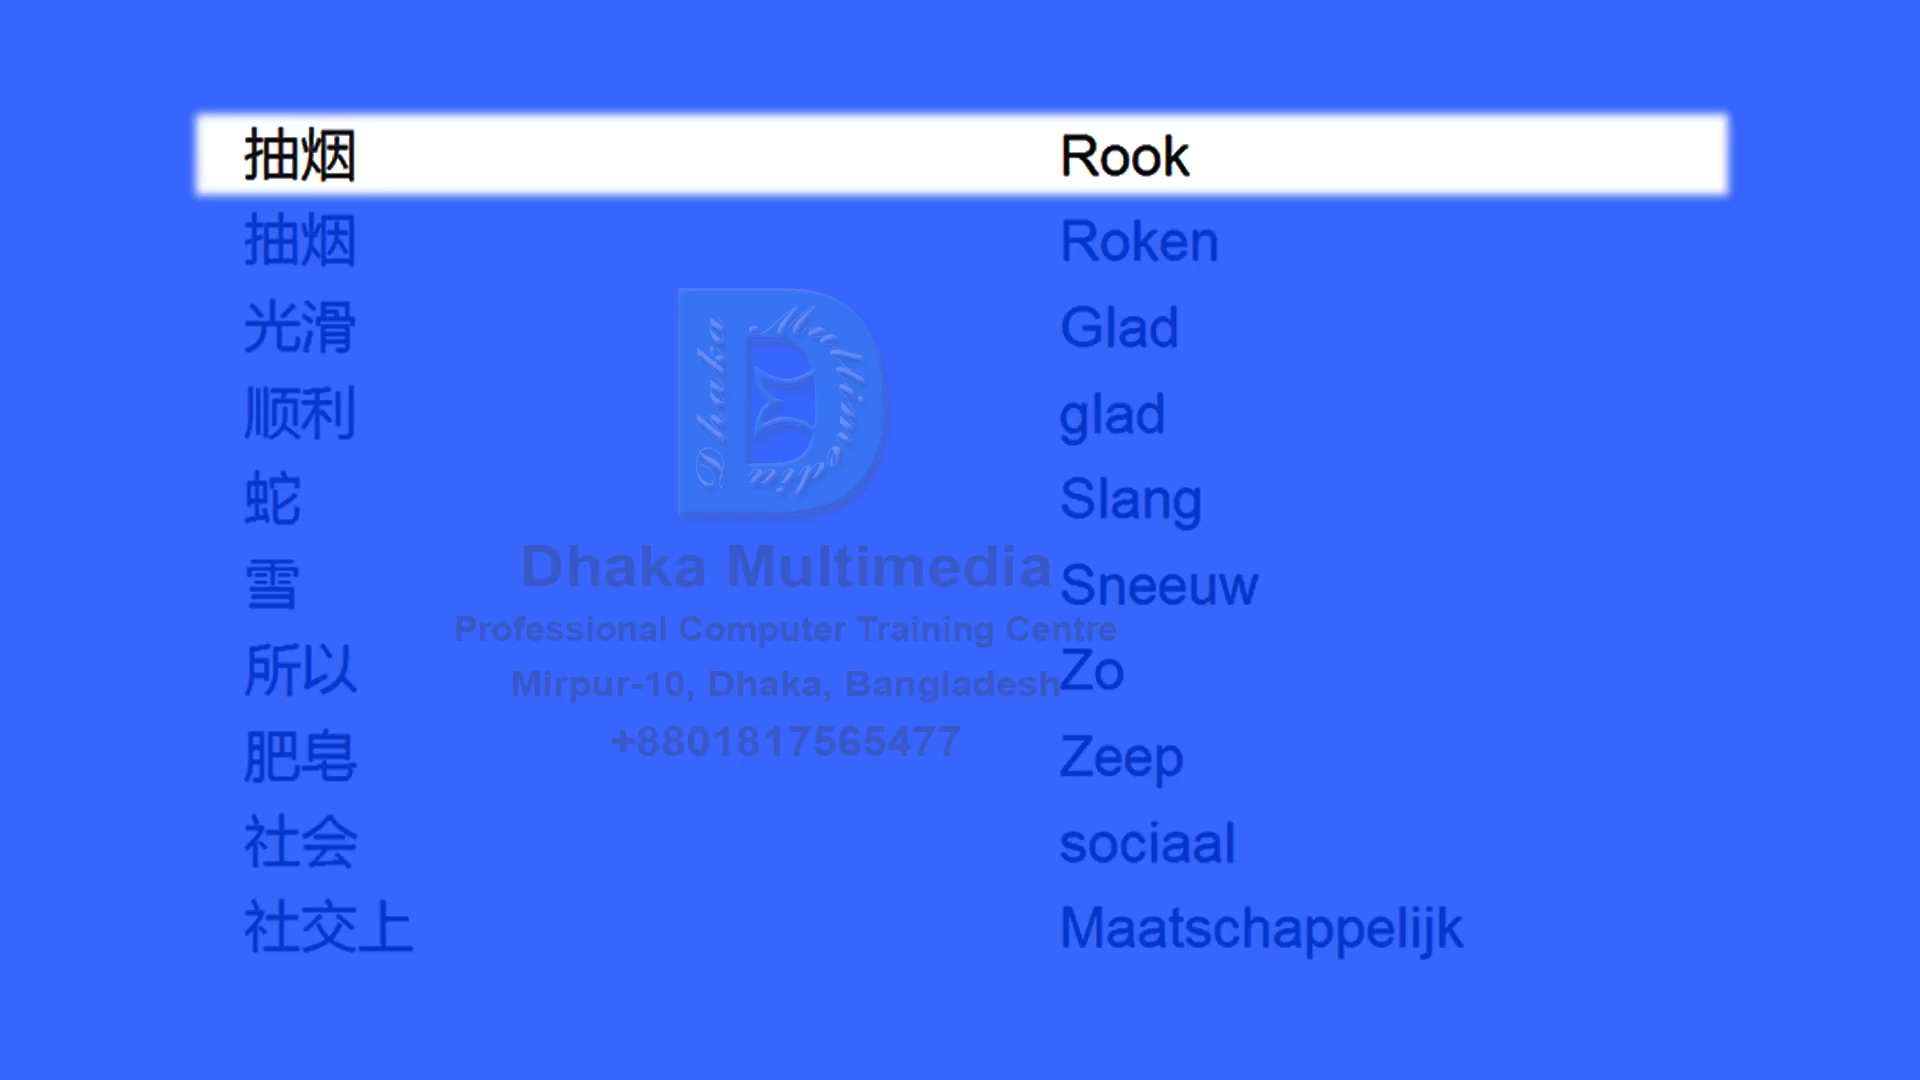 抽烟 Rook
抽烟 Roken
光滑 Glad
顺利 glad
蛇 Slang
雪 Sneeuw
所以 Zo
肥皂 Zeep
社会 sociaal
社交上 Maatschappelijk
Dhaka Multimedia
Dhaka Multimedia
Professional Computer Training Centre
Mirpur-10, Dhaka, Bangladesh
+8801817565477